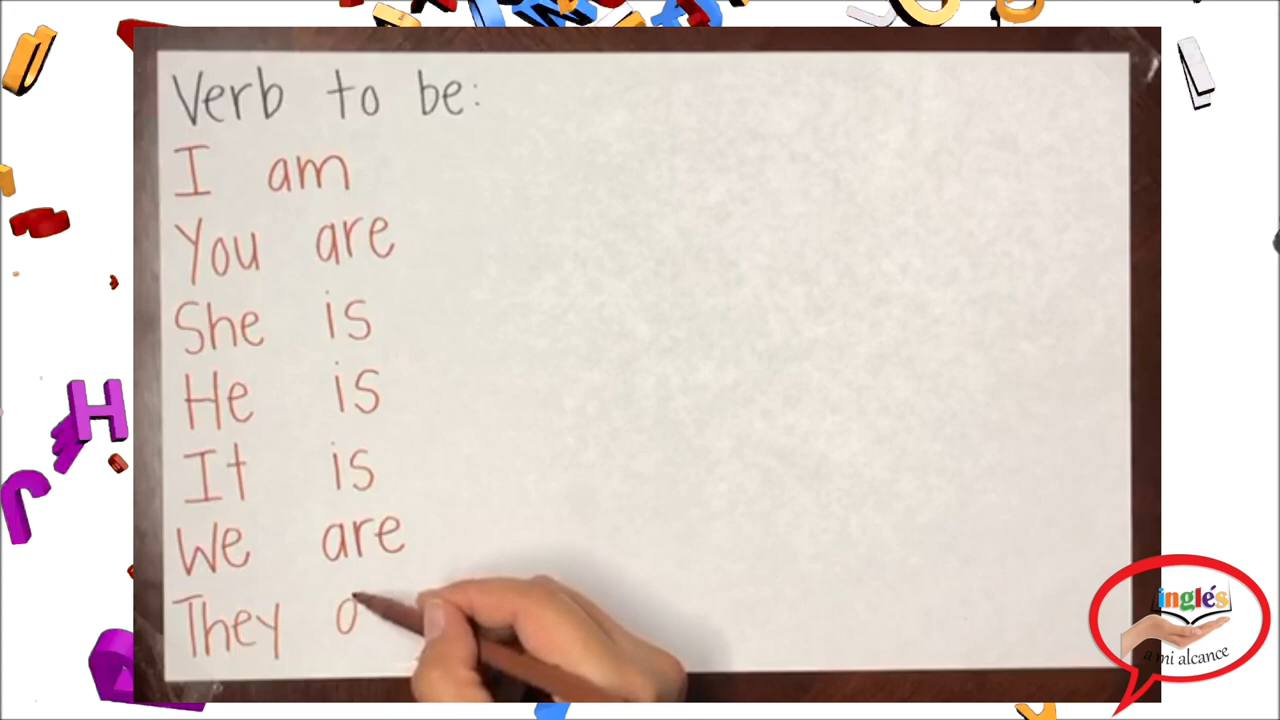 Verb to be:
I am
You are
She is
He is
It is
We are
They a
inglés
a mi alcance